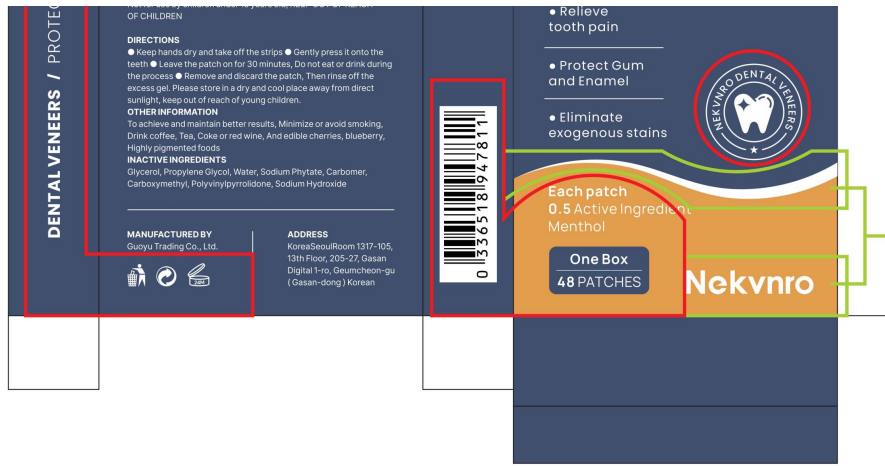 OF CHILDREN
DIRECTIONS
● Keep hands dry and take off the strips ● Gently press it onto the
teeth ● Leave the patch on for 30 minutes, Do not eat or drink during
the process ● Remove and discard the patch, Then rinse off the
excess gel. Please store in a dry and cool place away from direct
sunlight, keep out of reach of young children.
OTHER INFORMATION
To achieve and maintain better results, Minimize or avoid smoking,
Drink coffee, Tea, Coke or red wine, And edible cherries, blueberry,
Highly pigmented foods
INACTIVE INGREDIENTS
Glycerol, Propylene Glycol, Water, Sodium Phytate, Carbomer,
Carboxymethyl, Polyvinylpyrrolidone, Sodium Hydroxide
MANUFACTURED BY
Guoyu Trading Co., Ltd.
ADDRESS
KoreaSeoulRoom 1317-105,
13th Floor, 205-27, Gasan
Digital 1-ro, Geumcheon-gu
( Gasan-dong ) Korean
24M
DENTAL VENEERS / PROTEC
0 336518 947811
● Relieve
tooth pain
● Protect Gum
and Enamel
● Eliminate
exogenous stains
NEKVNRO DENTAL VENEERS
Each patch
0.5 Active Ingredient
Menthol
One Box
48 PATCHES
Nekvnro